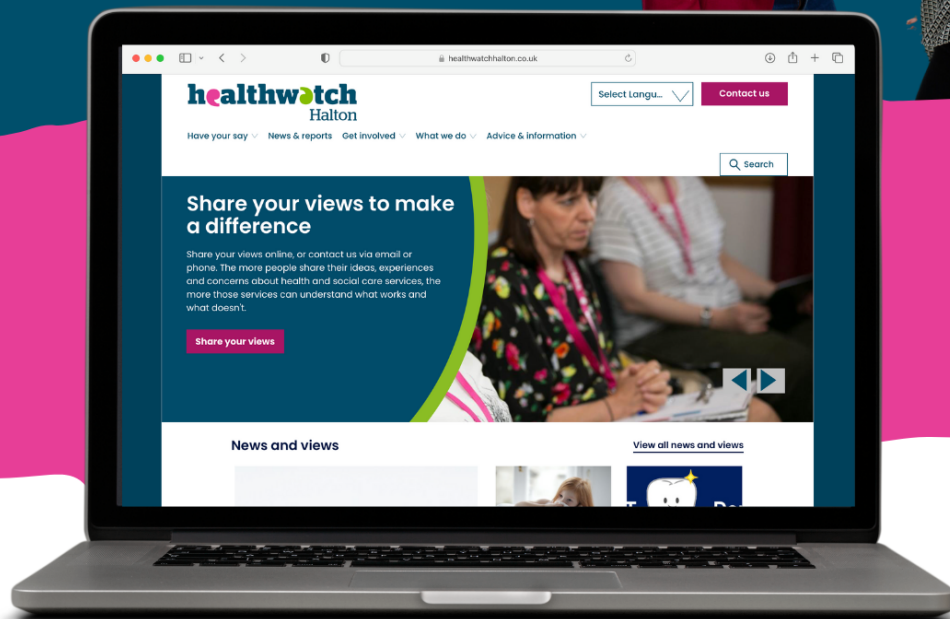 healthwatchhalton.co.uk
healthwatch
Halton
Select Langu...
Contact us
Have your say
News & reports
Get involved
What we do
Advice & information
Search
Share your views to make
a difference
Share your views online, or contact us via email or
phone. The more people share their ideas, experiences
and concerns about health and social care services, the
more those services can understand what works and
what doesn't.
Share your views
News and views
View all news and views